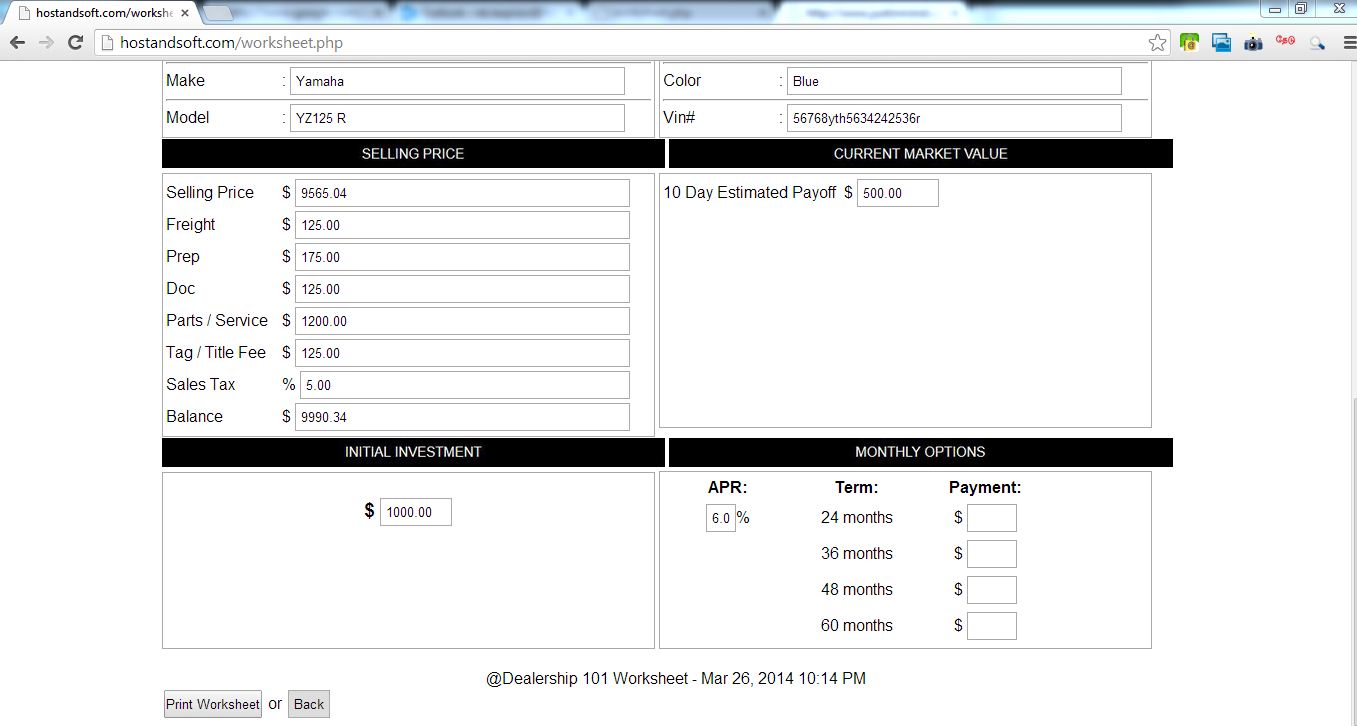 hostandsoft.com/workshe
hostandsoft.com/worksheet.php
Make : Yamaha
Color : Blue
Model : YZ125 R
Vin# : 56768yth5634242536r
SELLING PRICE
CURRENT MARKET VALUE
Selling Price $ 9565.04
10 Day Estimated Payoff $ 500.00
Freight $ 125.00
Prep $ 175.00
Doc $ 125.00
Parts / Service $ 1200.00
Tag / Title Fee $ 125.00
Sales Tax % 5.00
Balance $ 9990.34
INITIAL INVESTMENT
MONTHLY OPTIONS
$ 1000.00
APR: Term: Payment:
6.0 % 24 months $
36 months $
48 months $
60 months $
@Dealership 101 Worksheet - Mar 26, 2014 10:14 PM
Print Worksheet or Back